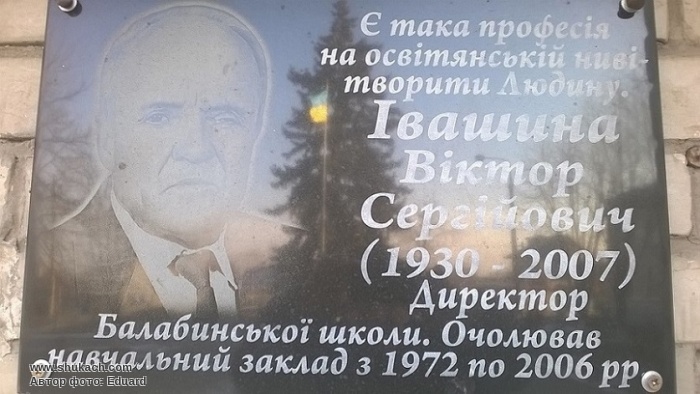 Є така професія
на освітянській ниві-
творити Людину.
Івашина
Віктор
Сергійович
(1930 - 2007)
Директор
Балабинської школи. Очолював
навчальний заклад з 1972 по 2006 рр.
www.shukach.com
Автор фото: Eduard